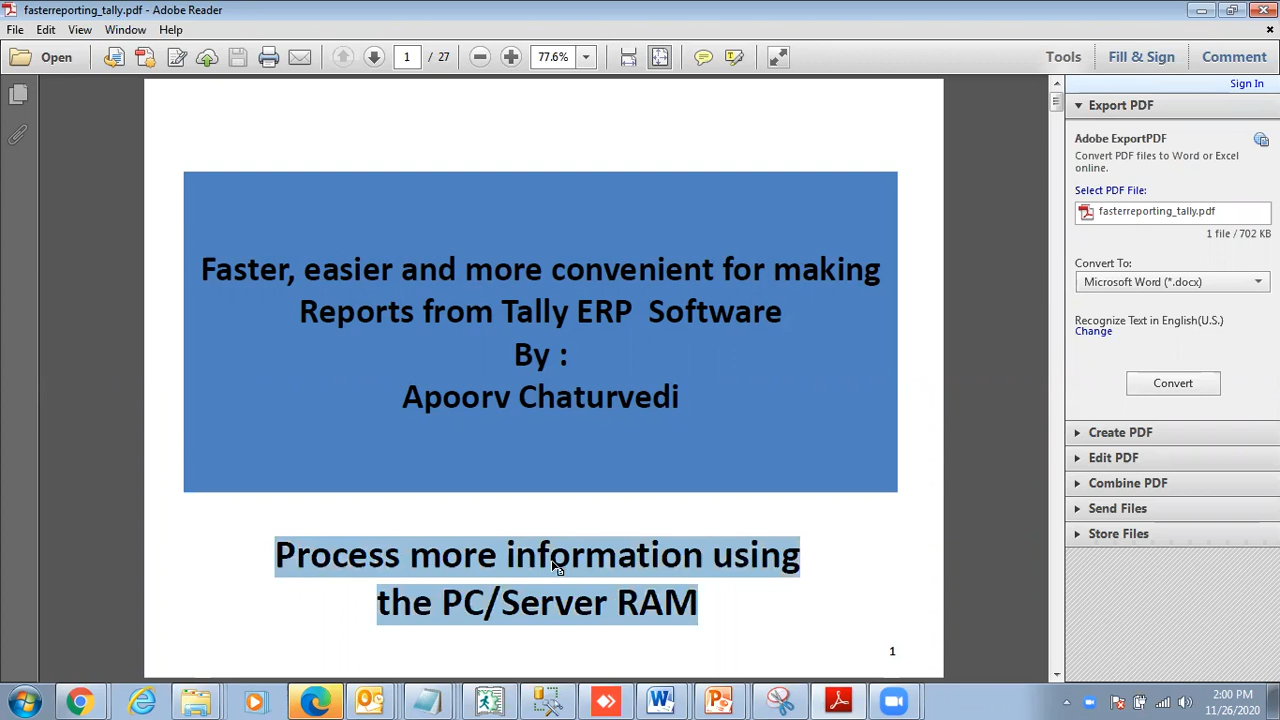 fasterreporting_tally.pdf - Adobe Reader
File Edit View Window Help
Open 1 / 27 77.6% Tools Fill & Sign Comment
Sign In
Export PDF
Adobe ExportPDF
Convert PDF files to Word or Excel
online.
Select PDF File:
fasterreporting_tally.pdf
1 file / 702 KB
Convert To:
Microsoft Word (*.docx)
Recognize Text in English(U.S.)
Change
Convert
Create PDF
Edit PDF
Combine PDF
Send Files
Store Files
Faster, easier and more convenient for making
Reports from Tally ERP Software
By :
Apoorv Chaturvedi
Process more information using
the PC/Server RAM
1
2:00 PM
11/26/2020